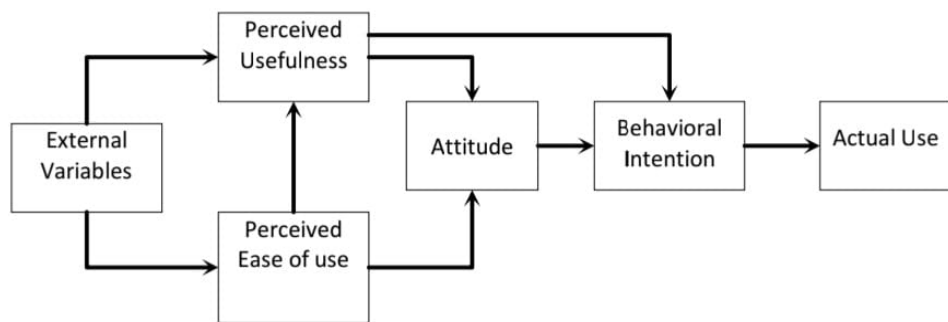 Perceived
Usefulness
External
Variables
Attitude
Behavioral
Intention
Actual Use
Perceived
Ease of use